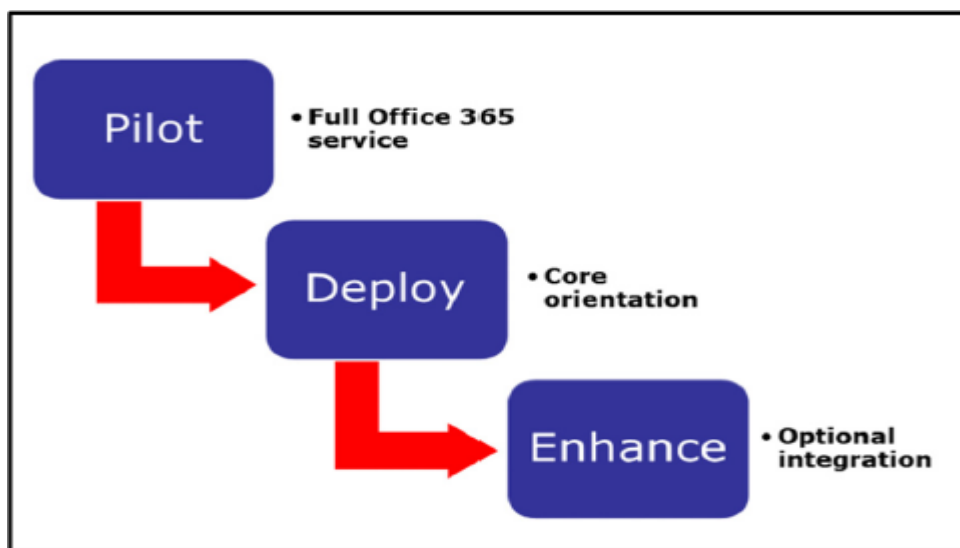 Pilot
• Full Office 365
service
Deploy
• Core
orientation
Enhance
• Optional
integration